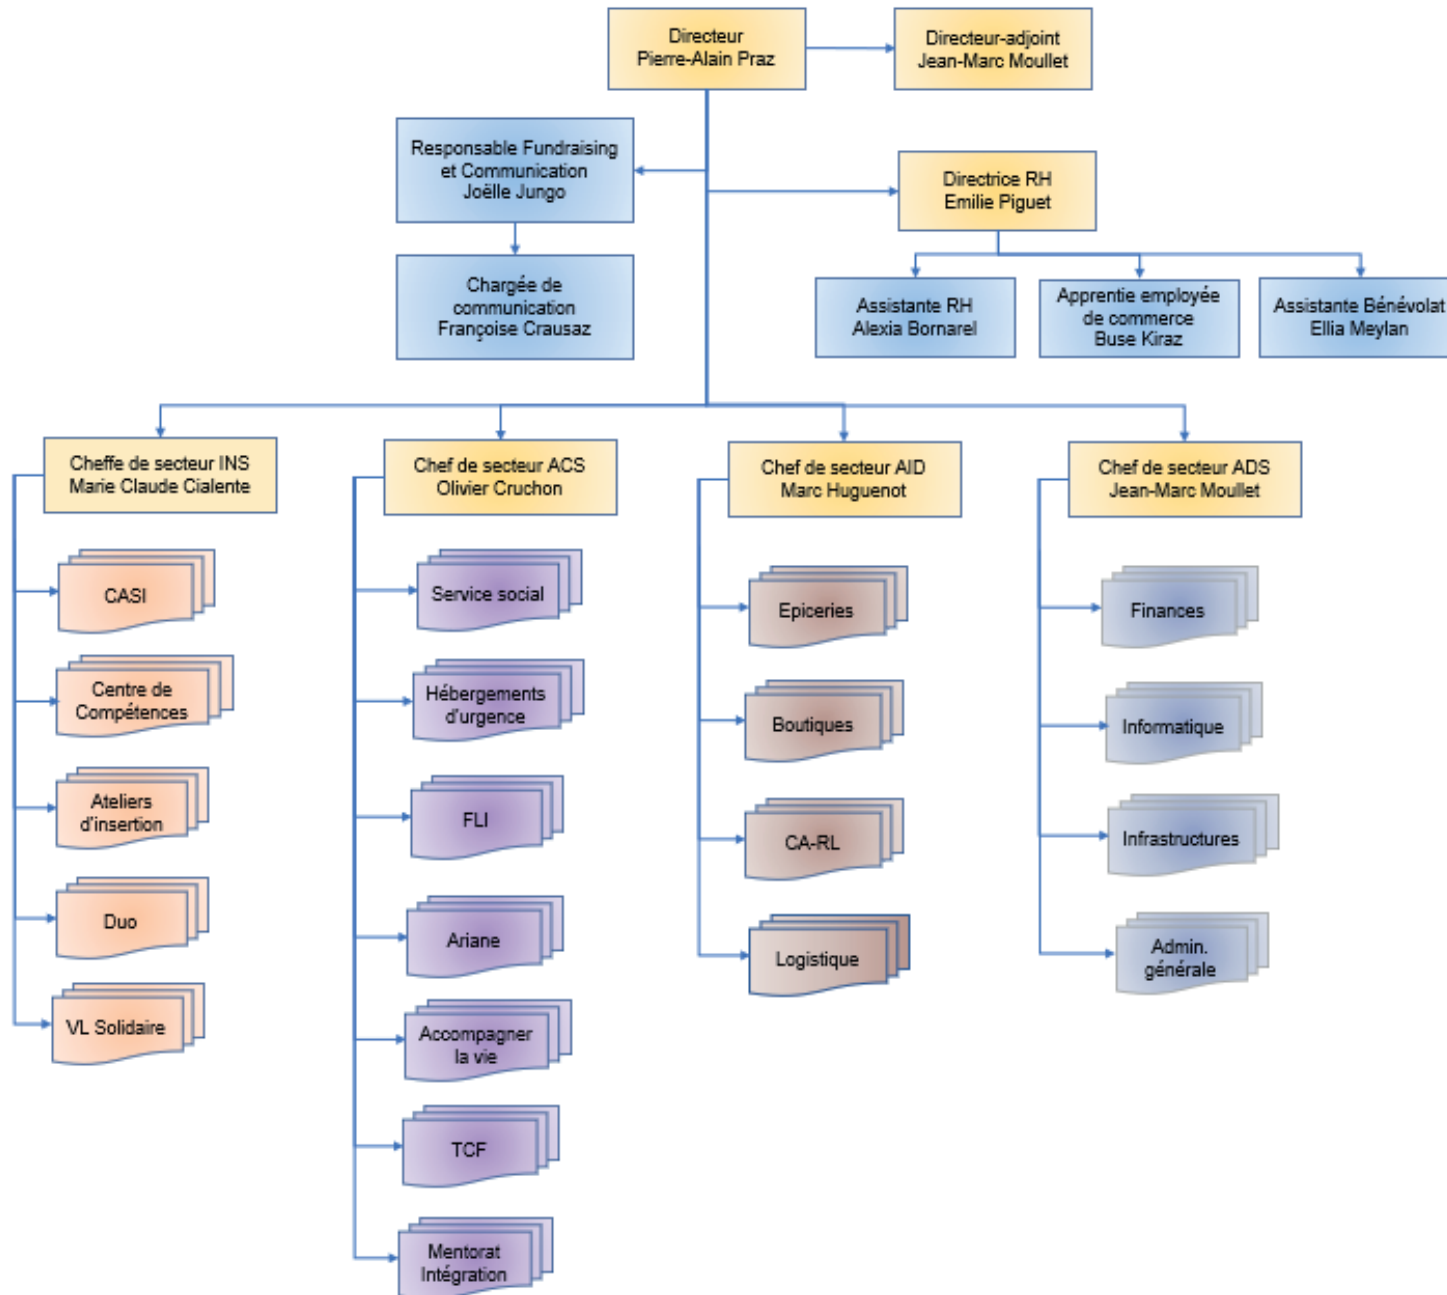 Directeur
Pierre-Alain Praz
Directeur-adjoint
Jean-Marc Moullet
Responsable Fundraising
et Communication
Joëlle Jungo
Directrice RH
Emilie Piguet
Chargée de
communication
Françoise Crausaz
Assistante RH
Alexia Bornarel
Apprentie employée
de commerce
Buse Kiraz
Assistante Bénévolat
Ellia Meylan
Cheffe de secteur INS
Marie Claude Cialente
Chef de secteur ACS
Olivier Cruchon
Chef de secteur AID
Marc Huguenot
Chef de secteur ADS
Jean-Marc Moullet
CASI
Centre de
Compétences
Ateliers
d'insertion
Duo
VL Solidaire
Service social
Hébergements
d'urgence
FLI
Ariane
Accompagner
la vie
TCF
Mentorat
Intégration
Epiceries
Boutiques
CA-RL
Logistique
Finances
Informatique
Infrastructures
Admin.
générale